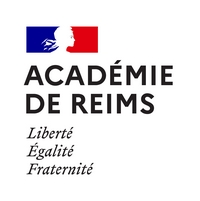 ACADÉMIE
DE REIMS
Liberté
Égalité
Fraternité